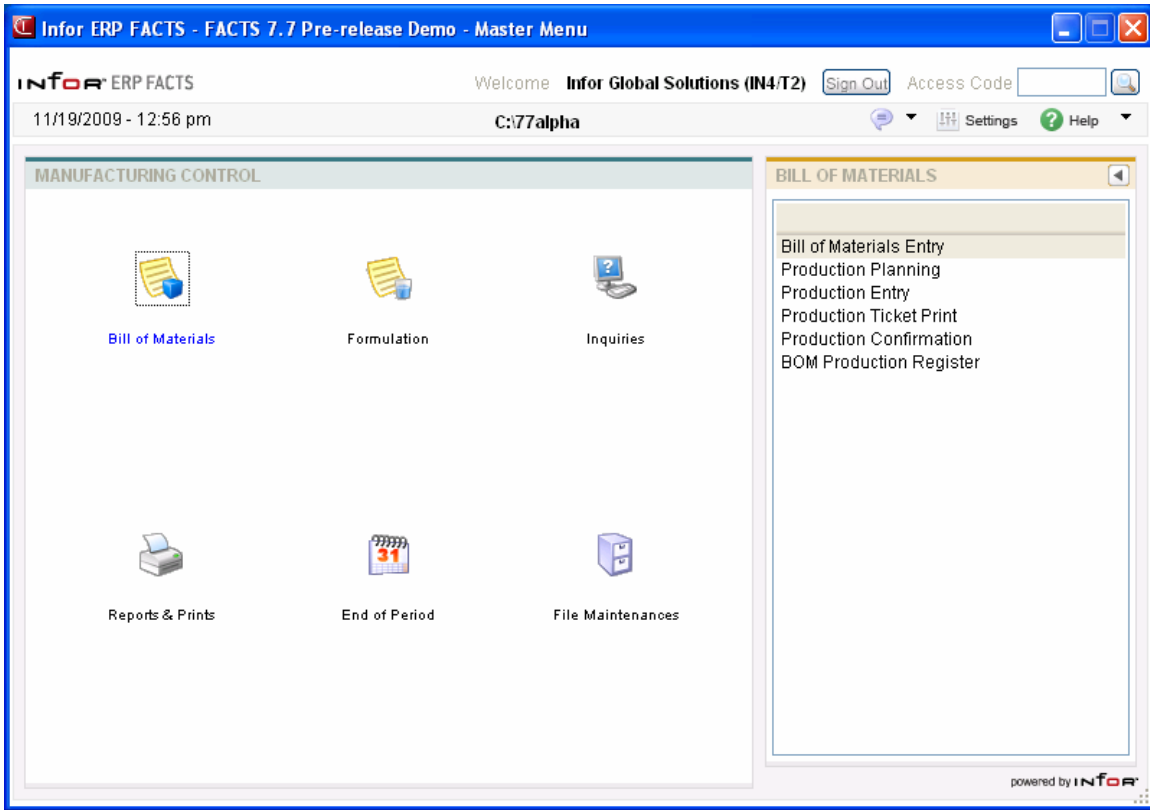 Infor ERP FACTS - FACTS 7.7 Pre-release Demo - Master Menu
INfor ERP FACTS Welcome Infor Global Solutions (IN4/T2) Sign Out Access Code
11/19/2009 - 12:56 pm C:\77alpha Settings ? Help
MANUFACTURING CONTROL
Bill of Materials Formulation Inquiries
31
Reports & Prints End of Period File Maintenances
BILL OF MATERIALS
Bill of Materials Entry
Production Planning
Production Entry
Production Ticket Print
Production Confirmation
BOM Production Register
powered by INfor